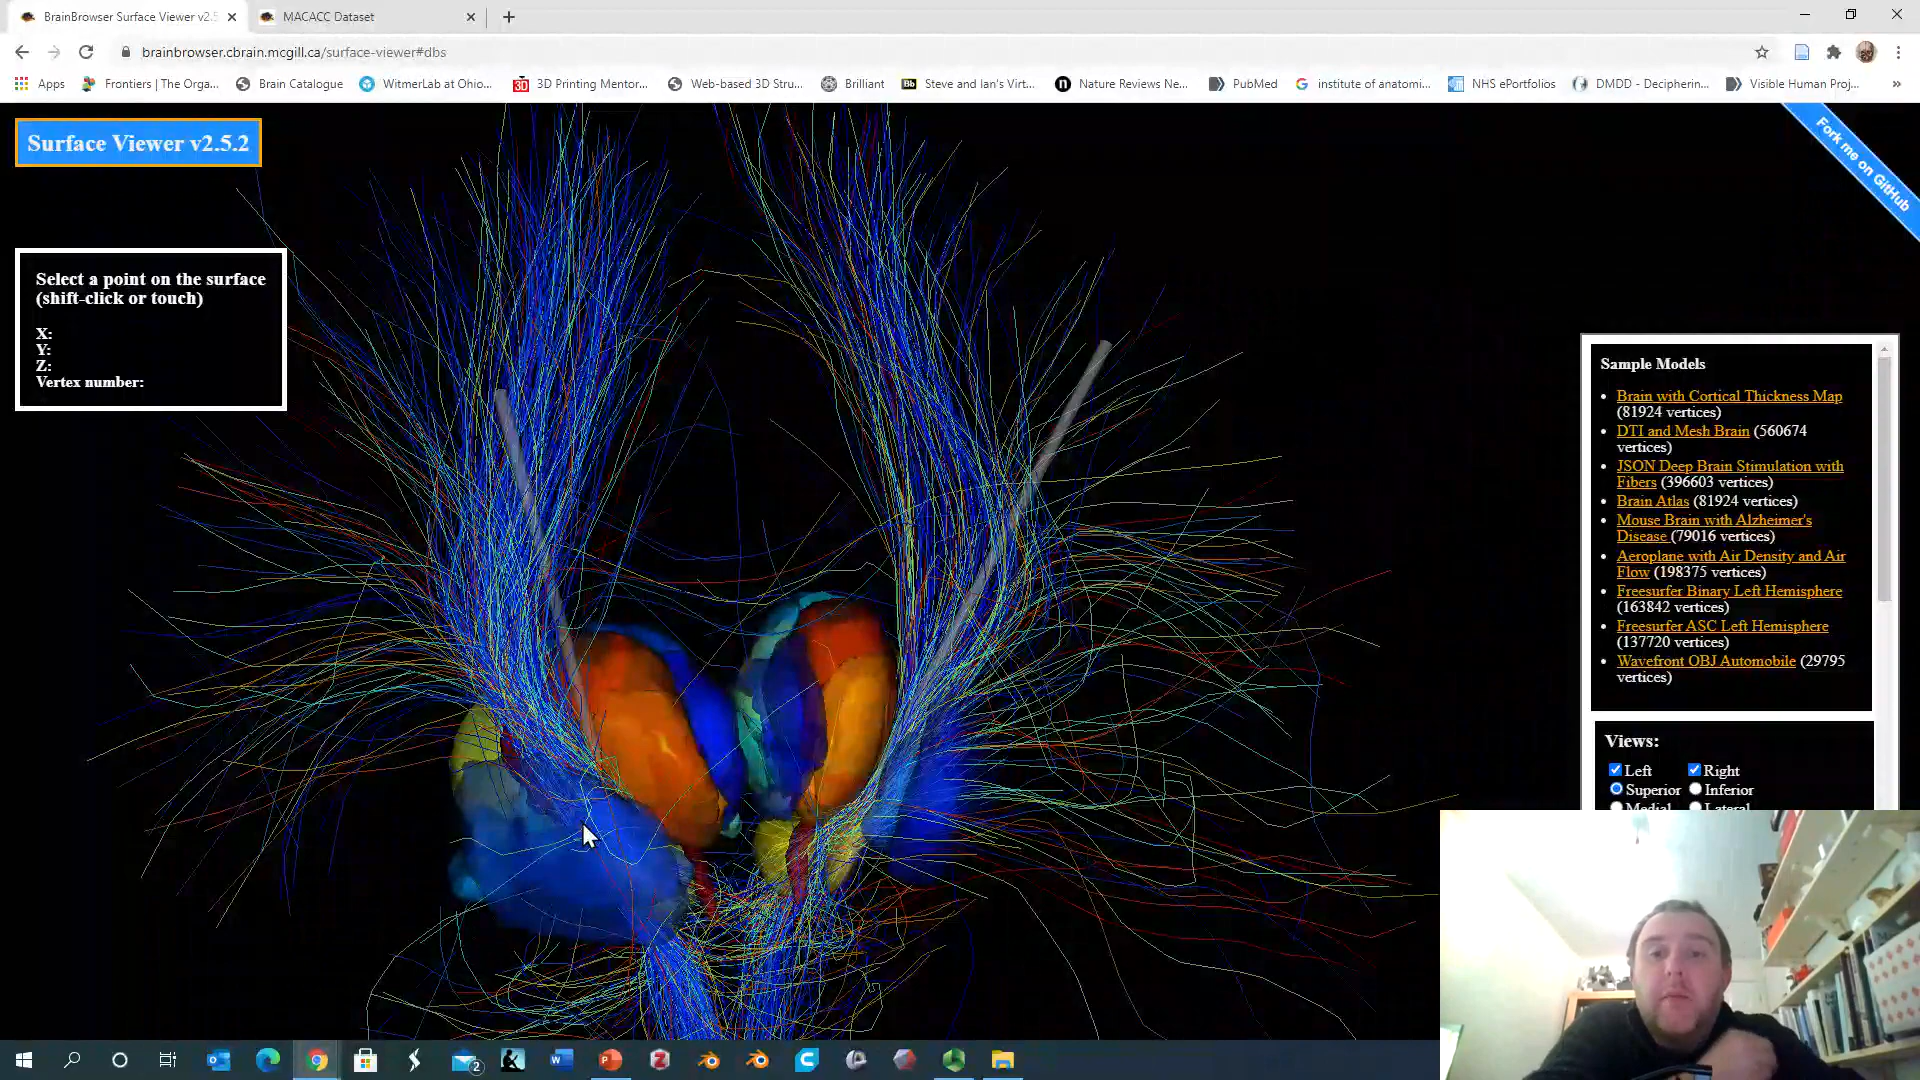 BrainBrowser Surface Viewer v2.5
MACACC Dataset
brainbrowser.cbrain.mcgill.ca/surface-viewer#dbs
Apps
Frontiers | The Orga...
Brain Catalogue
WitmerLab at Ohio...
3D Printing Mentor...
Web-based 3D Stru...
Brilliant
Steve and Ian's Virt...
Nature Reviews Ne...
PubMed
institute of anatomi...
NHS ePortfolios
DMDD - Decipherin...
Visible Human Proj...
Surface Viewer v2.5.2
Fork me on GitHub
Select a point on the surface
(shift-click or touch)
X:
Y:
Z:
Vertex number:
Sample Models
Brain with Cortical Thickness Map
(81924 vertices)
DTI and Mesh Brain (560674
vertices)
JSON Deep Brain Stimulation with
Fibers (396603 vertices)
Brain Atlas (81924 vertices)
Mouse Brain with Alzheimer's
Disease (79016 vertices)
Aeroplane with Air Density and Air
Flow (198375 vertices)
Freesurfer Binary Left Hemisphere
(163842 vertices)
Freesurfer ASC Left Hemisphere
(137720 vertices)
Wavefront OBJ Automobile (29795
vertices)
Views:
Left Right
Superior Inferior
Medial Lateral
2